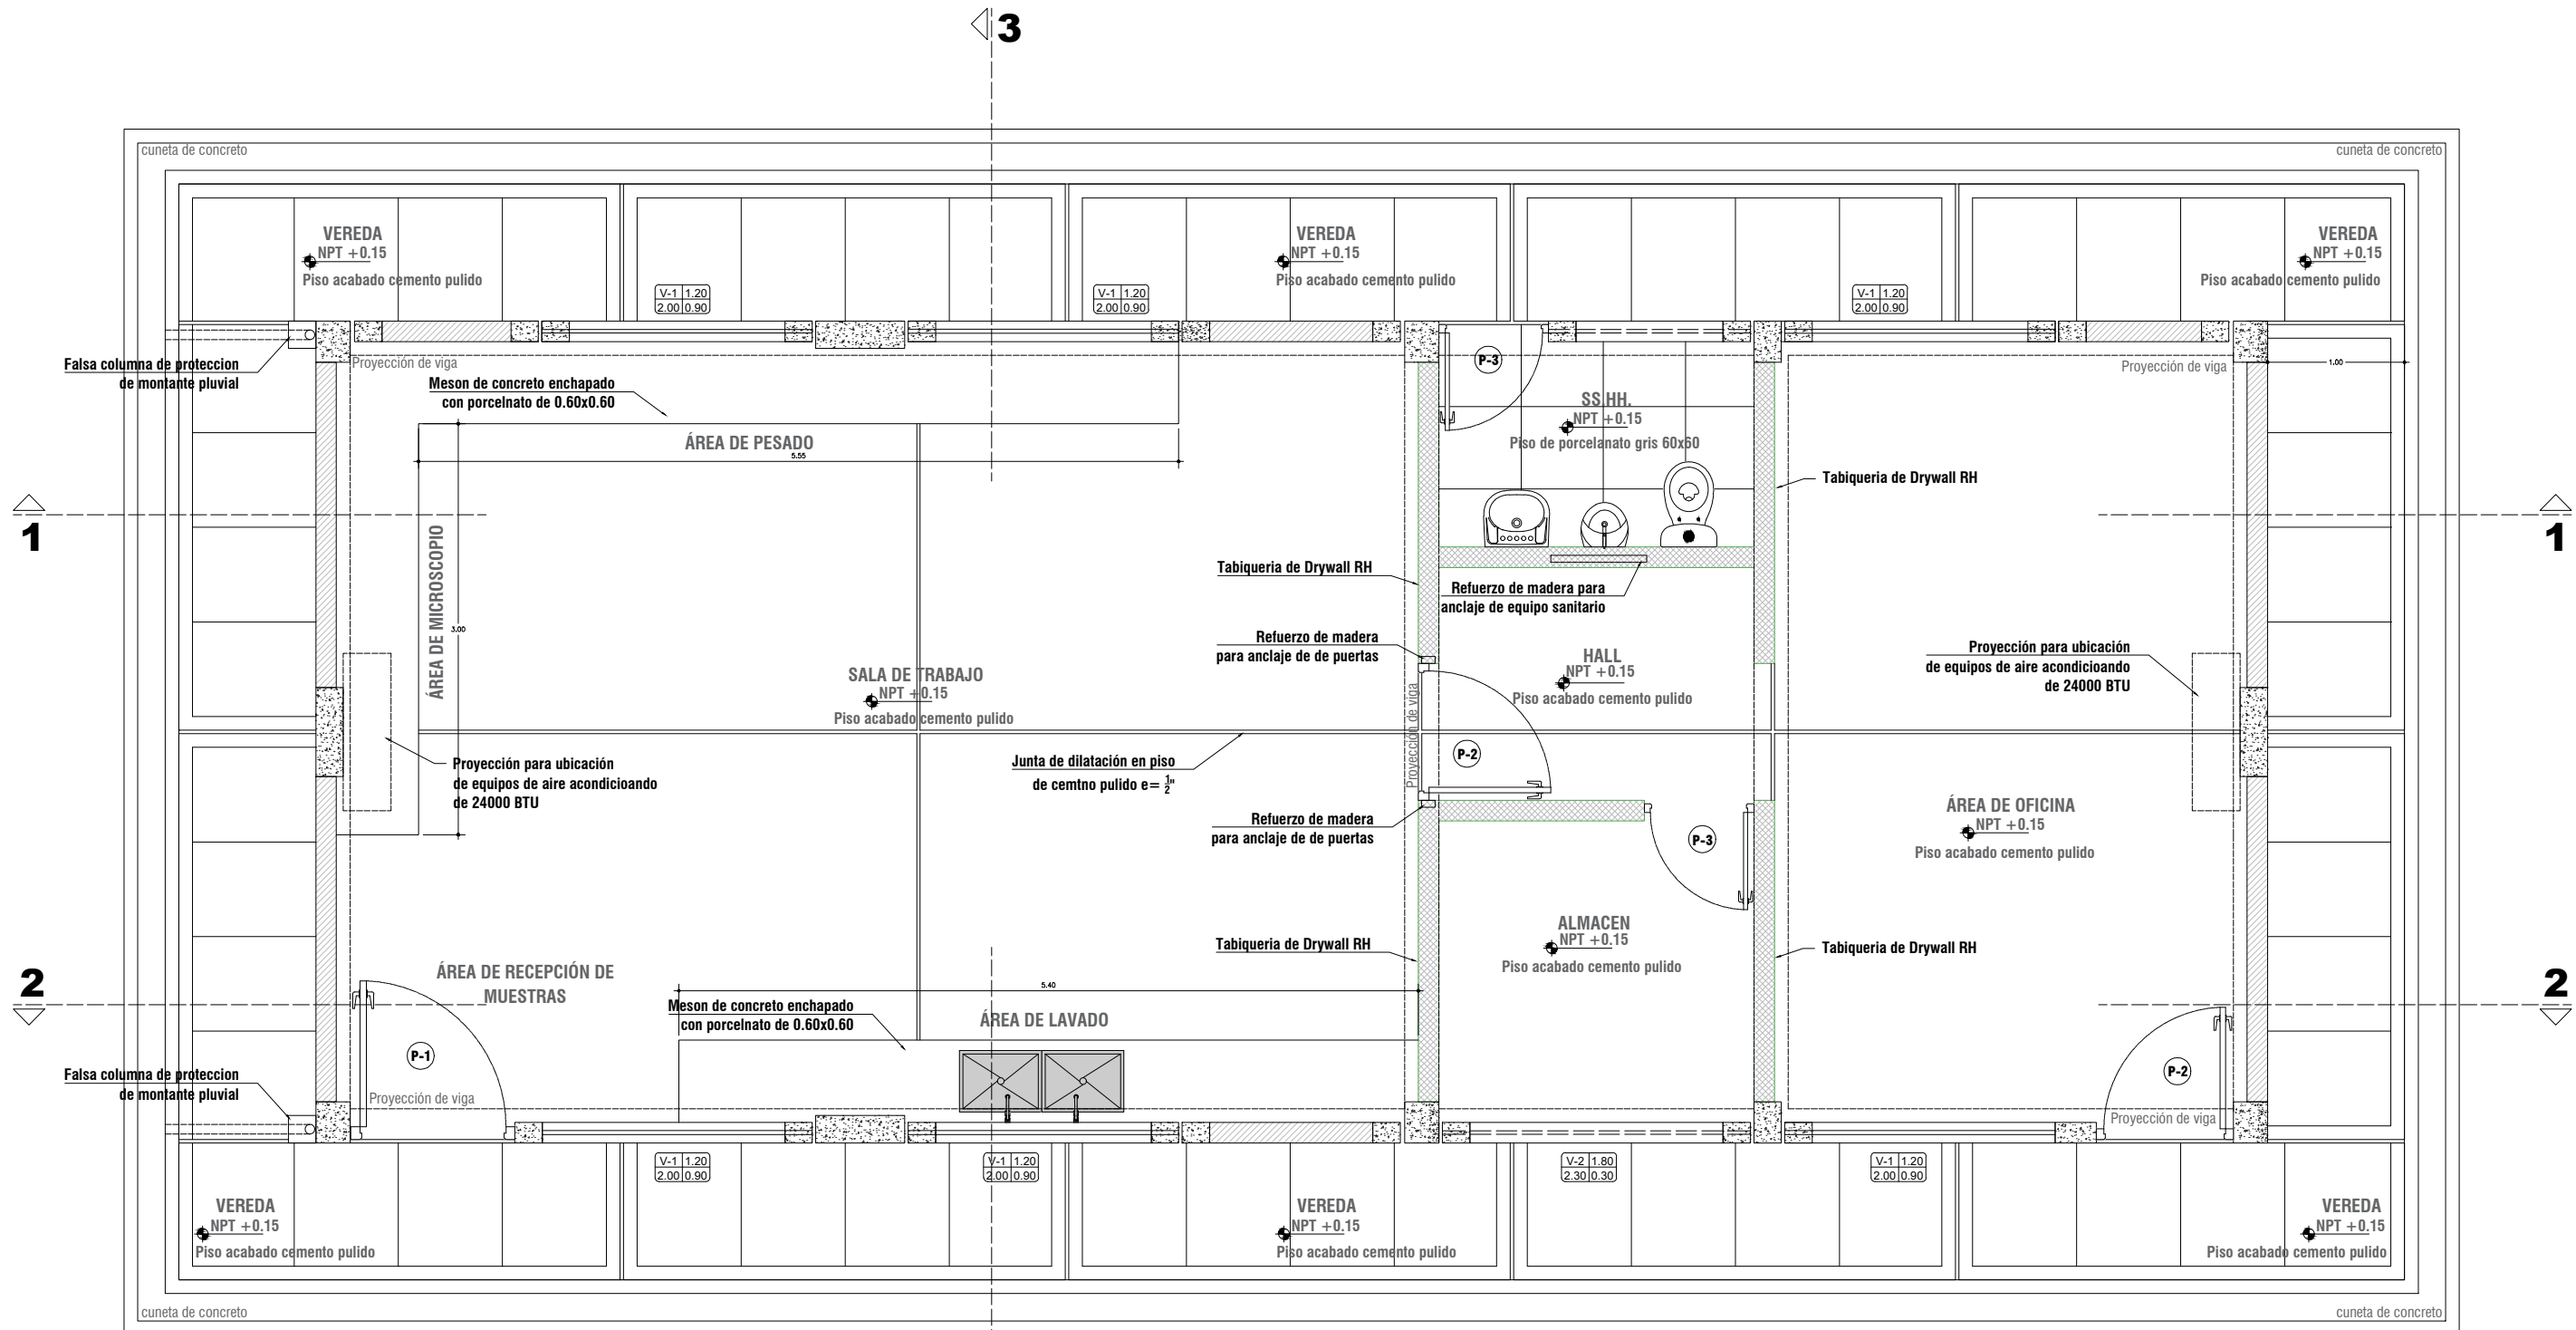 3
cuneta de concreto
cuneta de concreto
VEREDA
NPT +0.15
Piso acabado cemento pulido
VEREDA
NPT +0.15
Piso acabado cemento pulido
VEREDA
NPT +0.15
Piso acabado cemento pulido
V-1 1.20
2.00 0.90
V-1 1.20
2.00 0.90
V-1 1.20
2.00 0.90
Falsa columna de proteccion
de montante pluvial
Proyección de viga
Meson de concreto enchapado
con porcelnato de 0.60x0.60
ÁREA DE PESADO
5.55
P-3
SS.HH.
NPT +0.15
Piso de porcelanato gris 60x60
Proyección de viga
1.00
Tabiqueria de Drywall RH
1
1
ÁREA DE MICROSCOPIO
3.00
Tabiqueria de Drywall RH
Refuerzo de madera para
anclaje de equipo sanitario
Refuerzo de madera
para anclaje de de puertas
HALL
NPT +0.15
Piso acabado cemento pulido
Proyección para ubicación
de equipos de aire acondicioando
de 24000 BTU
SALA DE TRABAJO
NPT +0.15
Piso acabado cemento pulido
Proyección de viga
P-2
Proyección para ubicación
de equipos de aire acondicioando
de 24000 BTU
Junta de dilatación en piso
de cemtno pulido e= 1/2"
Refuerzo de madera
para anclaje de de puertas
P-3
ÁREA DE OFICINA
NPT +0.15
Piso acabado cemento pulido
ALMACEN
NPT +0.15
Piso acabado cemento pulido
Tabiqueria de Drywall RH
Tabiqueria de Drywall RH
2
2
ÁREA DE RECEPCIÓN DE
MUESTRAS
5.40
Meson de concreto enchapado
con porcelnato de 0.60x0.60
ÁREA DE LAVADO
P-1
P-2
Falsa columna de proteccion
de montante pluvial
Proyección de viga
Proyección de viga
V-1 1.20
2.00 0.90
V-1 1.20
2.00 0.90
V-2 1.80
2.30 0.30
V-1 1.20
2.00 0.90
VEREDA
NPT +0.15
Piso acabado cemento pulido
VEREDA
NPT +0.15
Piso acabado cemento pulido
VEREDA
NPT +0.15
Piso acabado cemento pulido
cuneta de concreto
cuneta de concreto